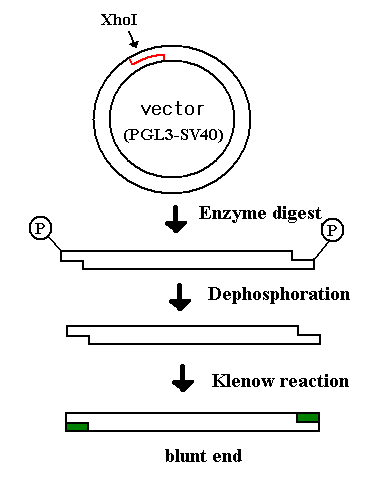 XhoI
vector
(PGL3-SV40)
Enzyme digest
P
P
Dephosphoration
Klenow reaction
blunt end